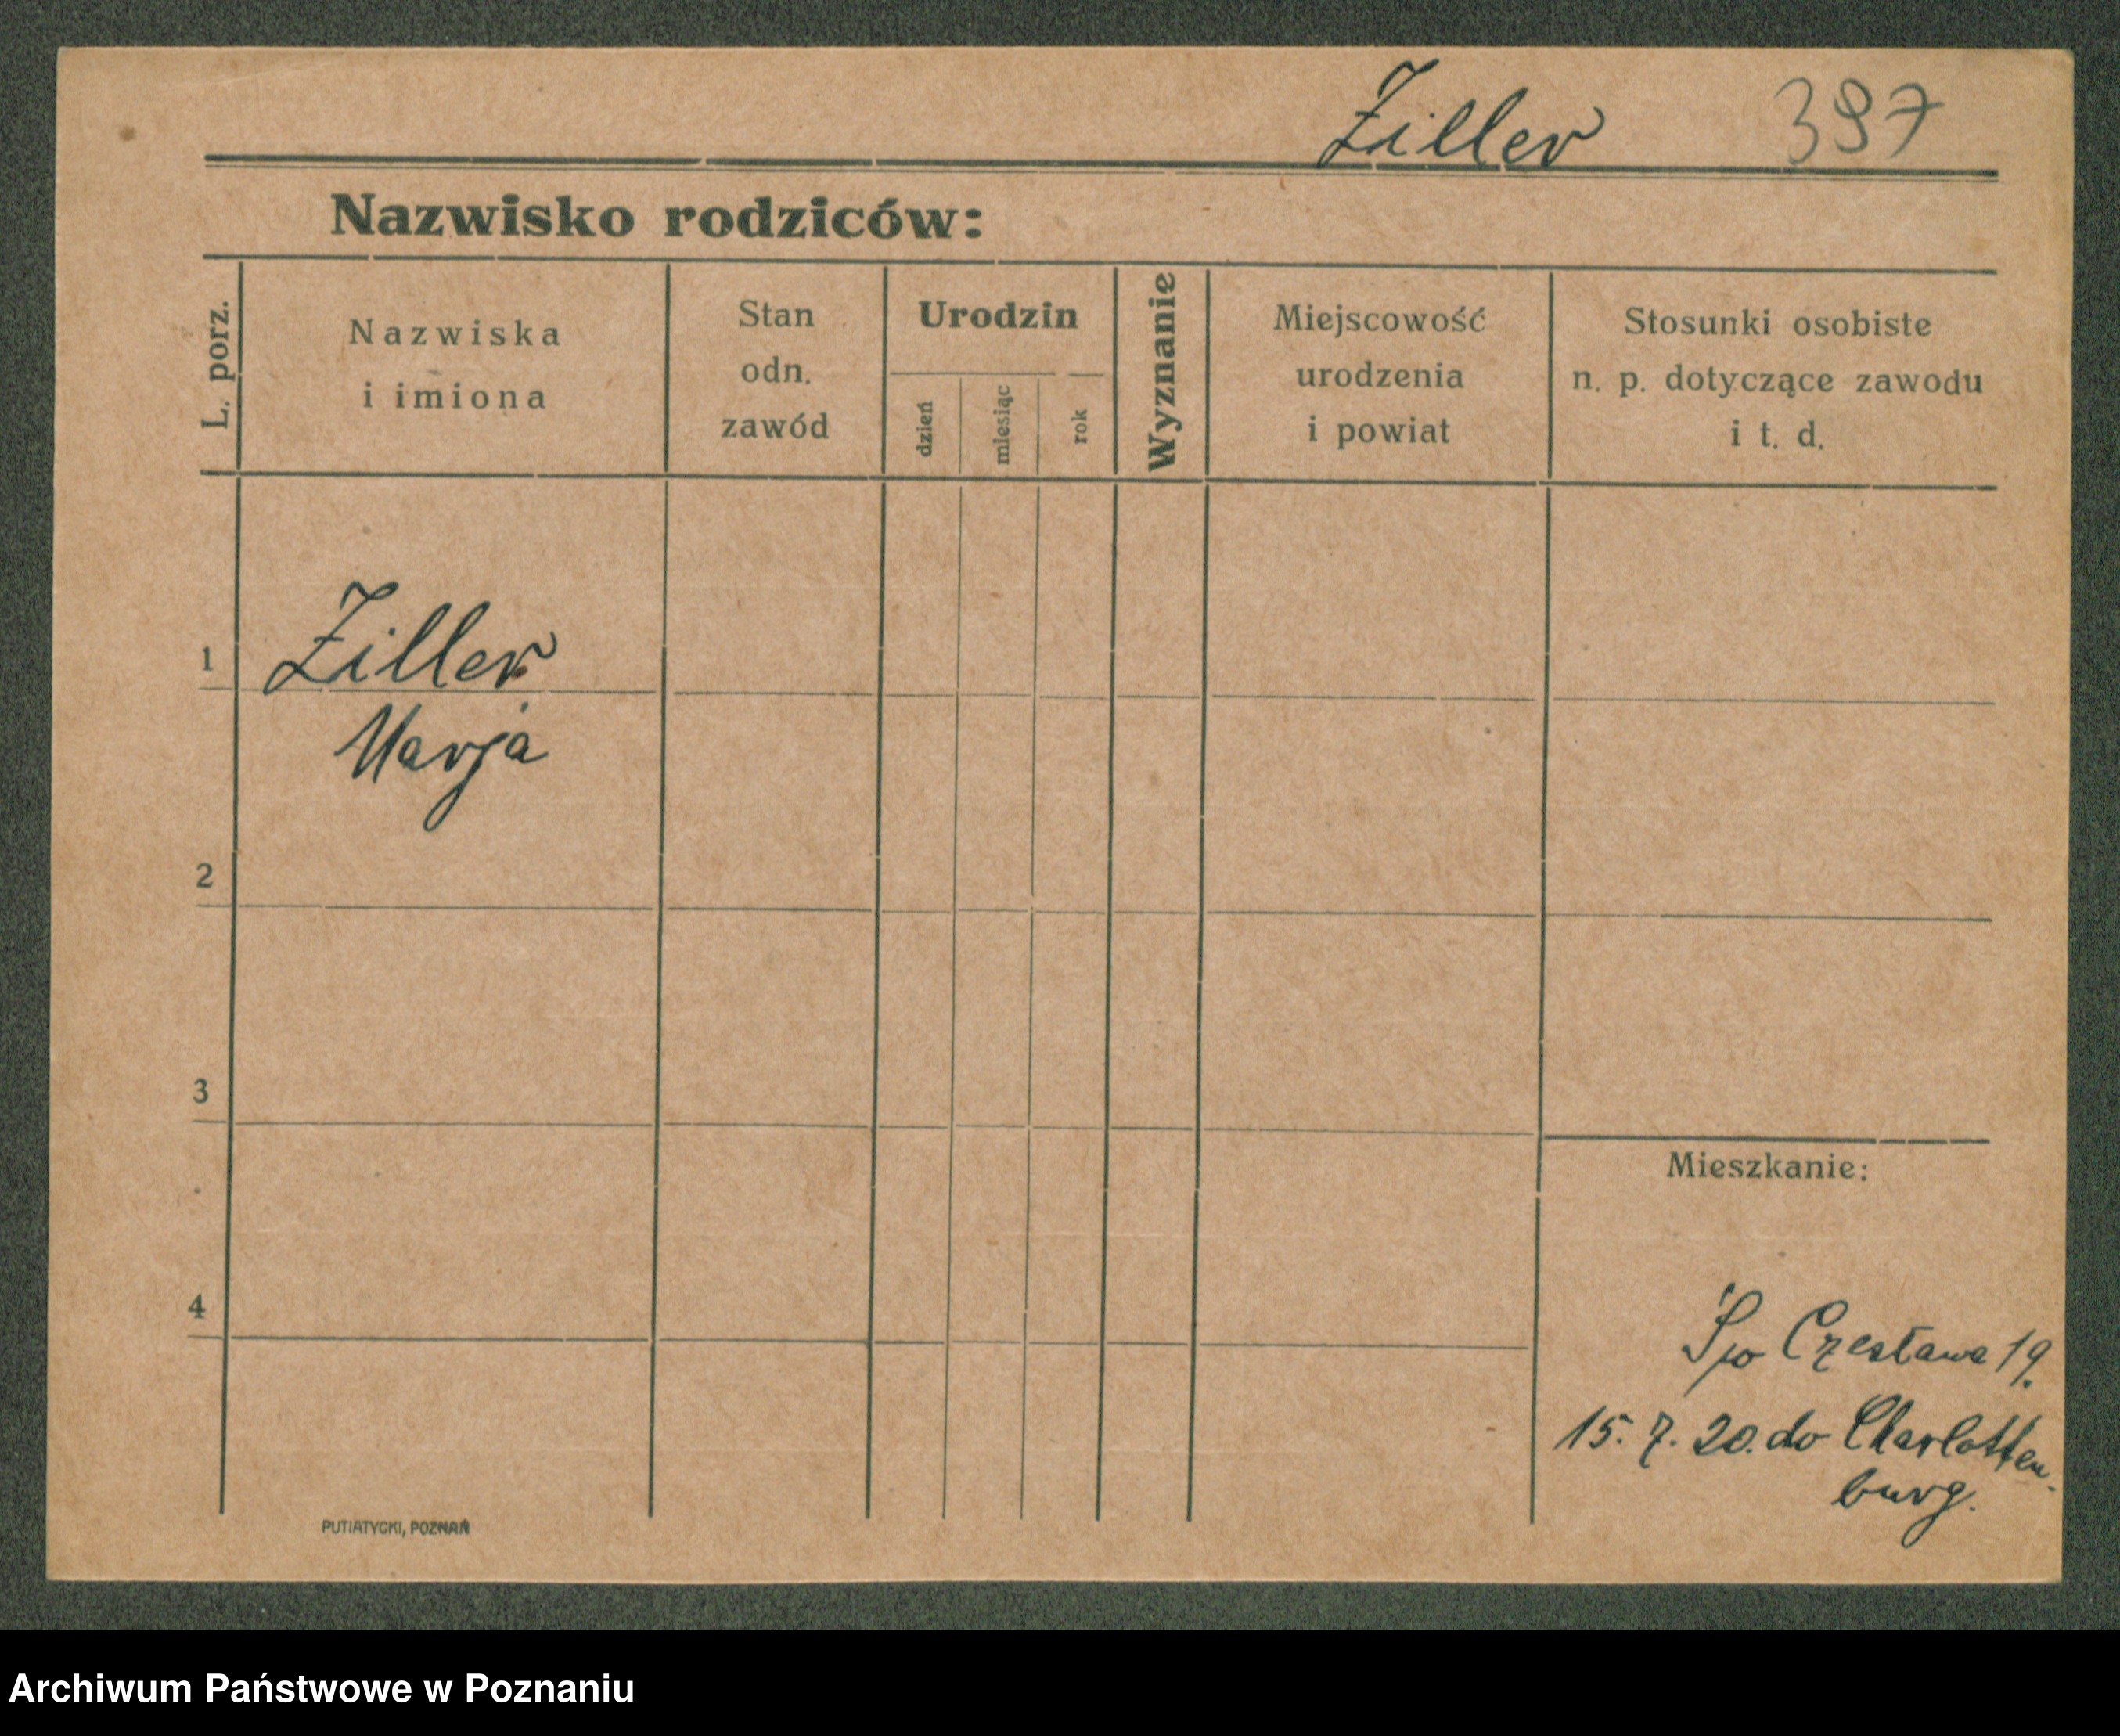 Ziller 397
Nazwisko rodziców:
L. porz.
Nazwiska
i imiona
Stan
odn.
zawód
Urodzin
dzień
miesiąc
rok
Wyznanie
Miejscowość
urodzenia
i powiat
Stosunki osobiste
n. p. dotyczące zawodu
i t. d.
1 Ziller
Marja
2
3
Mieszkanie:
4
Czesława 19.
15. 7. 20. do Charlotten-
burg.
PUTIATYCKI, POZNAŃ
Archiwum Państwowe w Poznaniu